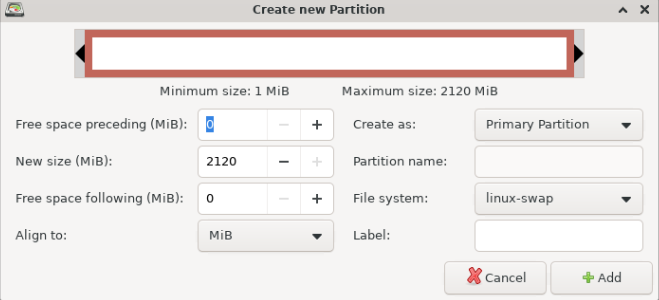 Create new Partition
Minimum size: 1 MiB Maximum size: 2120 MiB
Free space preceding (MiB): 0 Create as: Primary Partition
New size (MiB): 2120 Partition name:
Free space following (MiB): 0 File system: linux-swap
Align to: MiB Label:
Cancel Add